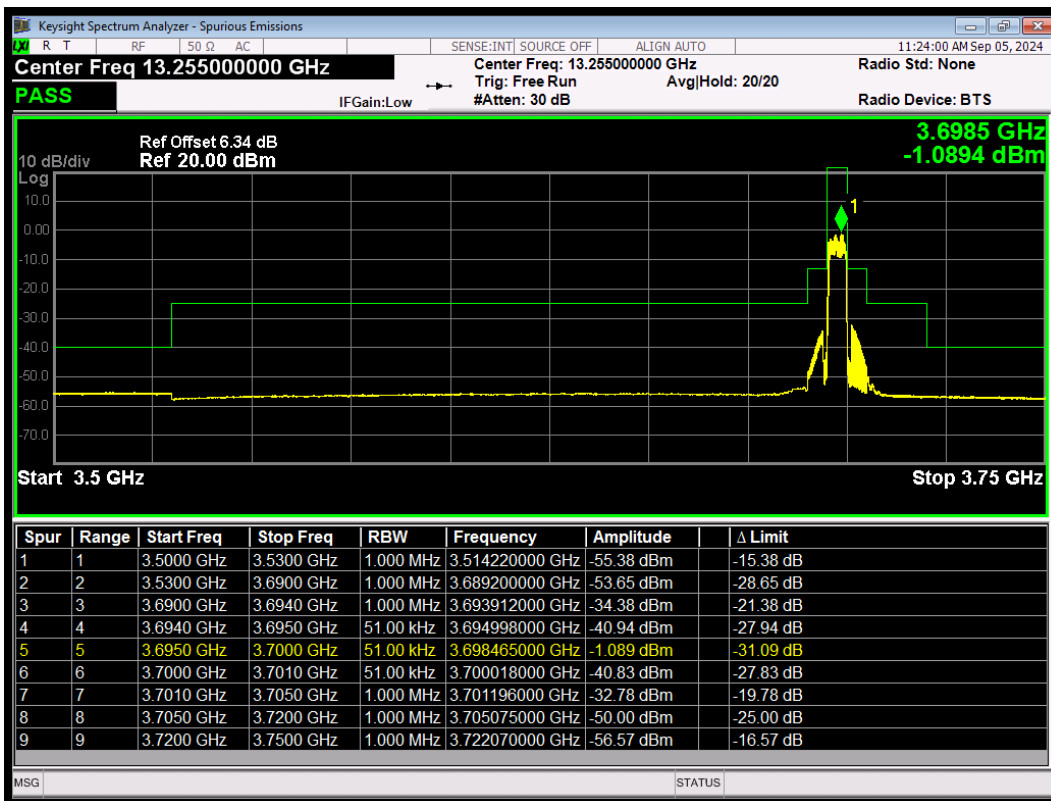 Keysight Spectrum Analyzer - Spurious Emissions
LXI R T RF 50 Ω AC SENSE:INT SOURCE OFF ALIGN AUTO 11:24:00 AM Sep 05, 2024
Center Freq 13.255000000 GHz Center Freq: 13.255000000 GHz Radio Std: None
Trig: Free Run Avg|Hold: 20/20
PASS IFGain:Low #Atten: 30 dB Radio Device: BTS
3.6985 GHz
Ref Offset 6.34 dB
10 dB/div Ref 20.00 dBm -1.0894 dBm
Log
10.0
1
0.00
-10.0
-20.0
-30.0
-40.0
-50.0
-60.0
-70.0
Start 3.5 GHz Stop 3.75 GHz
Spur Range Start Freq Stop Freq RBW Frequency Amplitude Δ Limit
1 1 3.5000 GHz 3.5300 GHz 1.000 MHz 3.514220000 GHz -55.38 dBm -15.38 dB
2 2 3.5300 GHz 3.6900 GHz 1.000 MHz 3.689200000 GHz -53.65 dBm -28.65 dB
3 3 3.6900 GHz 3.6940 GHz 1.000 MHz 3.693912000 GHz -34.38 dBm -21.38 dB
4 4 3.6940 GHz 3.6950 GHz 51.00 kHz 3.694998000 GHz -40.94 dBm -27.94 dB
5 5 3.6950 GHz 3.7000 GHz 51.00 kHz 3.698465000 GHz -1.089 dBm -31.09 dB
6 6 3.7000 GHz 3.7010 GHz 51.00 kHz 3.700018000 GHz -40.83 dBm -27.83 dB
7 7 3.7010 GHz 3.7050 GHz 1.000 MHz 3.701196000 GHz -32.78 dBm -19.78 dB
8 8 3.7050 GHz 3.7200 GHz 1.000 MHz 3.705075000 GHz -50.00 dBm -25.00 dB
9 9 3.7200 GHz 3.7500 GHz 1.000 MHz 3.722070000 GHz -56.57 dBm -16.57 dB
MSG STATUS